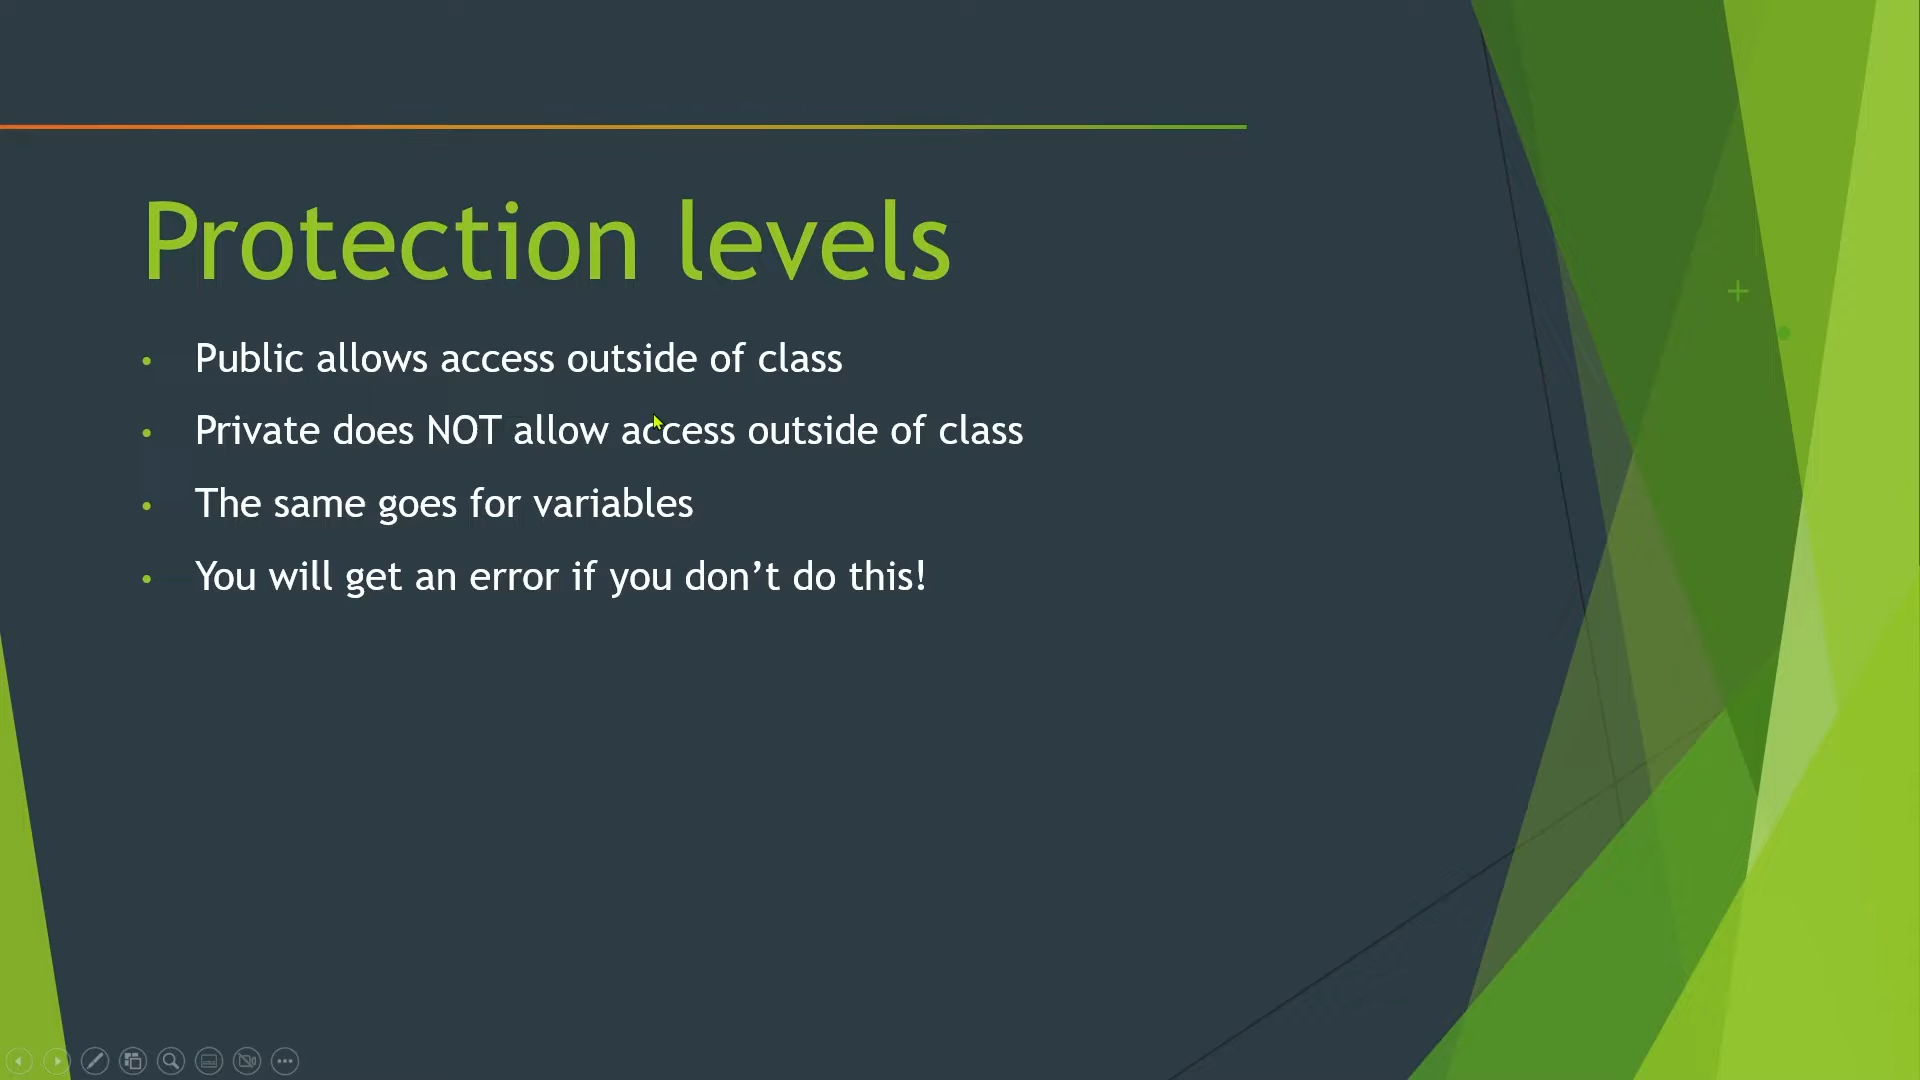 Protection levels
• Public allows access outside of class
• Private does NOT allow access outside of class
• The same goes for variables
• You will get an error if you don’t do this!